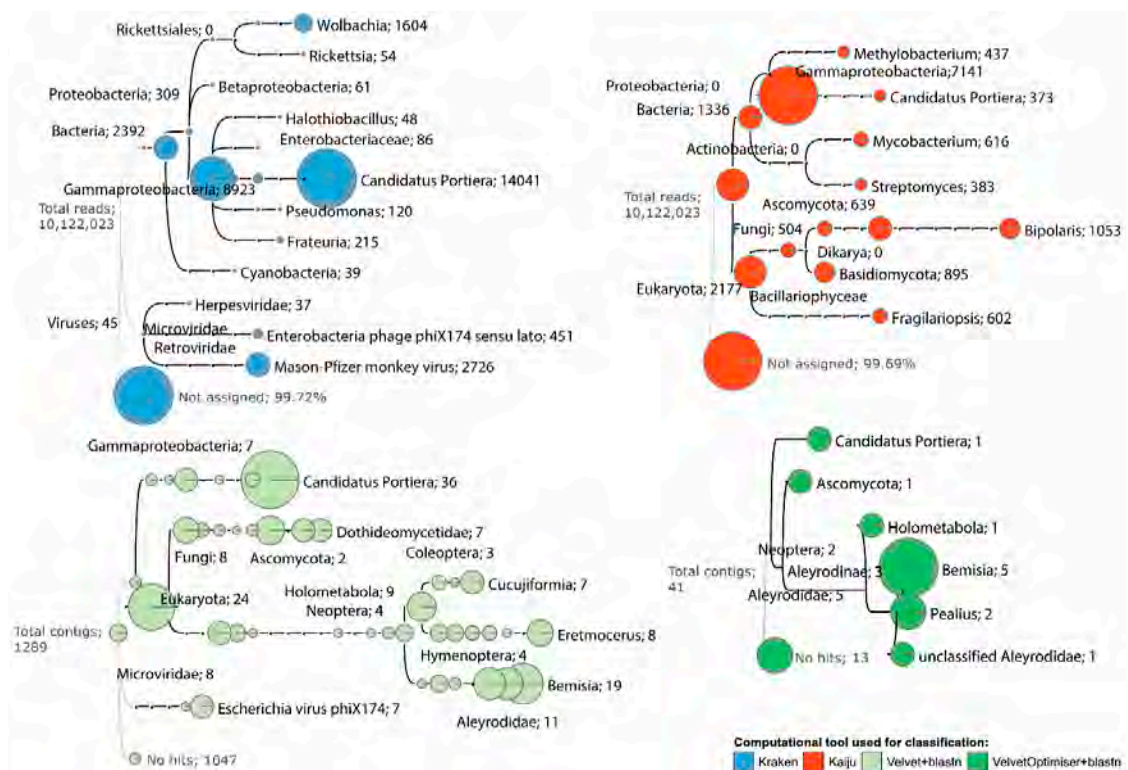 Rickettsiales; 0
Wolbachia; 1604
Rickettsia; 54
Proteobacteria; 309
Betaproteobacteria; 61
Halothiobacillus; 48
Bacteria; 2392
Enterobacteriaceae; 86
Gammaproteobacteria; 8923
Candidatus Portiera; 14041
Total reads;
10,122,023
Pseudomonas; 120
Frateuria; 215
Cyanobacteria; 39
Herpesviridae; 37
Viruses; 45
Microviridae
Enterobacteria phage phiX174 sensu lato; 451
Retroviridae
Mason-Pfizer monkey virus; 2726
Not assigned; 99.72%
Methylobacterium; 437
Gammaproteobacteria;7141
Proteobacteria; 0
Candidatus Portiera; 373
Bacteria; 1336
Mycobacterium; 616
Actinobacteria; 0
Streptomyces; 383
Total reads;
10,122,023
Ascomycota; 639
Fungi; 504
Bipolaris; 1053
Dikarya; 0
Basidiomycota; 895
Eukaryota; 2177
Bacillariophyceae
Fragilariopsis; 602
Not assigned; 99.69%
Gammaproteobacteria; 7
Candidatus Portiera; 36
Dothideomycetidae; 7
Fungi; 8
Ascomycota; 2
Coleoptera; 3
Holometabola; 9
Cucujiformia; 7
Eukaryota; 24
Neoptera; 4
Total contigs;
1289
Eretmocerus; 8
Hymenoptera; 4
Microviridae; 8
Bemisia; 19
Escherichia virus phiX174; 7
Aleyrodidae; 11
No hits; 1047
Candidatus Portiera; 1
Ascomycota; 1
Holometabola; 1
Neoptera; 2
Total contigs;
41
Aleyrodinae; 3
Bemisia; 5
Aleyrodidae; 5
Pealius; 2
No hits; 13
unclassified Aleyrodidae; 1
Computational tool used for classification:
Kraken Kaiju Velvet+blastn VelvetOptimiser+blastn